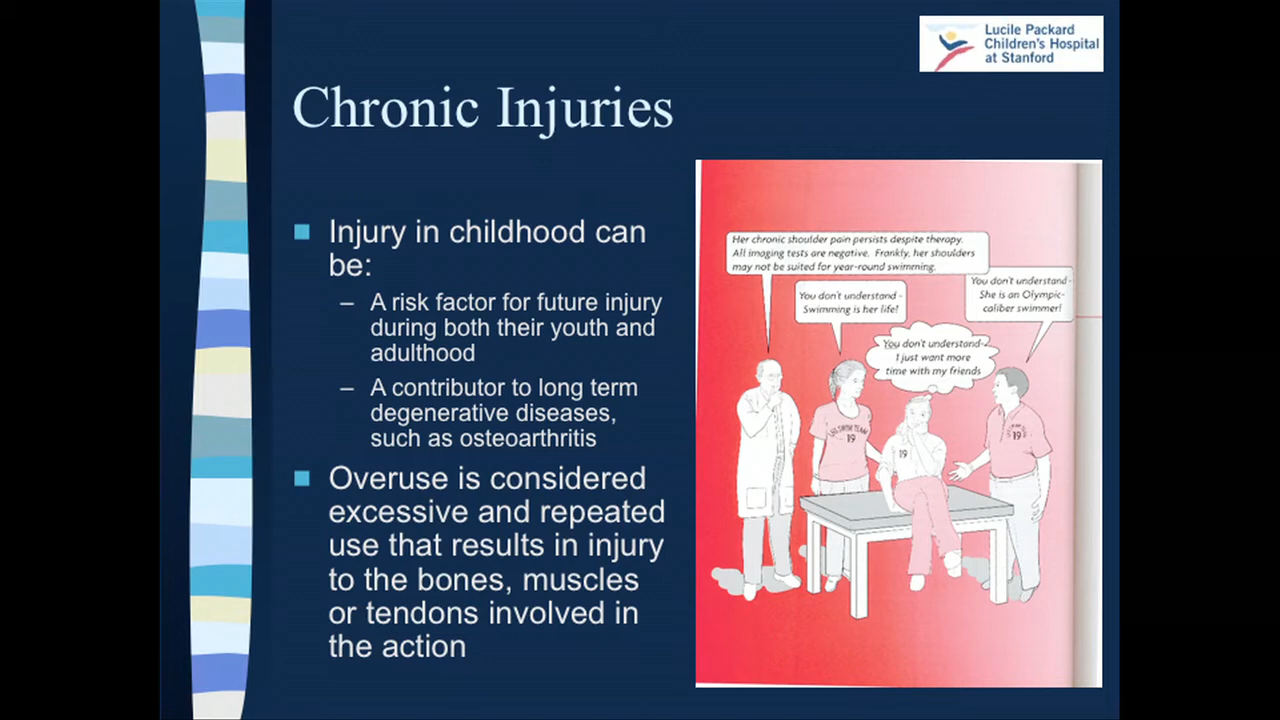 Lucile Packard
Children's Hospital
at Stanford
Chronic Injuries
Injury in childhood can
be:
– A risk factor for future injury
during both their youth and
adulthood
– A contributor to long term
degenerative diseases,
such as osteoarthritis
Overuse is considered
excessive and repeated
use that results in injury
to the bones, muscles
or tendons involved in
the action
Her chronic shoulder pain persists despite therapy.
All imaging tests are negative. Frankly, her shoulders
may not be suited for year-round swimming.
You don't understand -
Swimming is her life!
You don't understand -
She is an Olympic-
caliber swimmer!
You don't understand-
I just want more
time with my friends
SWIM TEAM
19
19
19